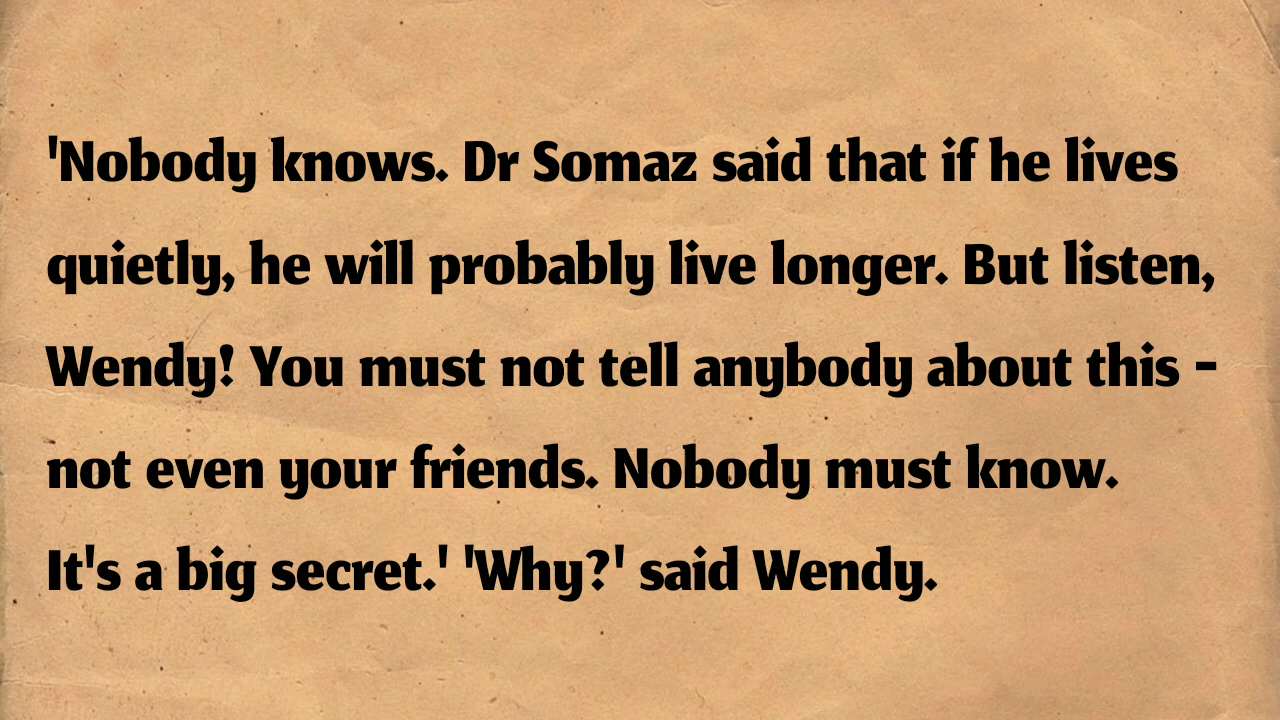 'Nobody knows. Dr Somaz said that if he lives
quietly, he will probably live longer. But listen,
Wendy! You must not tell anybody about this -
not even your friends. Nobody must know.
It's a big secret.' 'Why?' said Wendy.